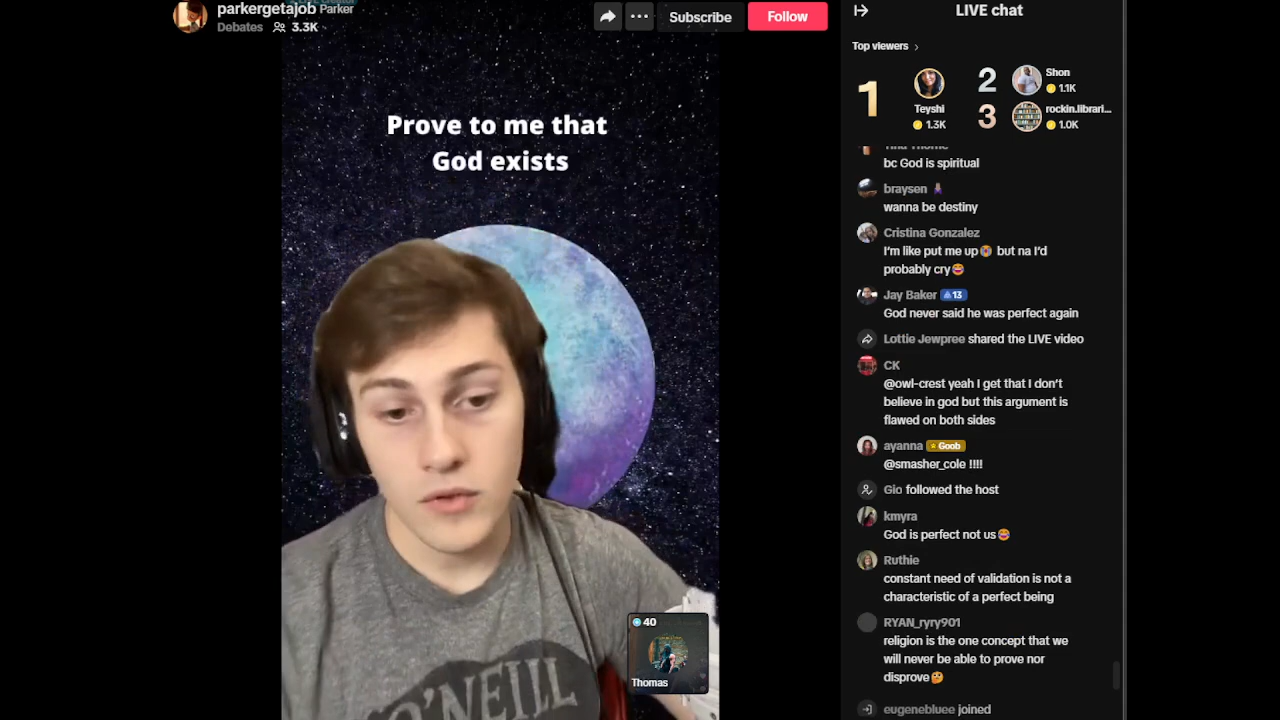 parkergetajob Parker
Debates 3.3K
Subscribe
Follow
Prove to me that
God exists
O'NEILL
40
Thomas
LIVE chat
Top viewers
1
Teyshi
1.3K
2
Shon
1.1K
3
rockin.librari...
1.0K
bc God is spiritual
braysen
wanna be destiny
Cristina Gonzalez
I'm like put me up but na I'd
probably cry😂
Jay Baker 13
God never said he was perfect again
Lottie Jewpree shared the LIVE video
CK
@owl-crest yeah I get that I don't
believe in god but this argument is
flawed on both sides
ayanna Goob
@smasher_cole !!!!
Gio followed the host
kmyra
God is perfect not us😂
Ruthie
constant need of validation is not a
characteristic of a perfect being
RYAN_ryry901
religion is the one concept that we
will never be able to prove nor
disprove🤔
eugenebluee joined